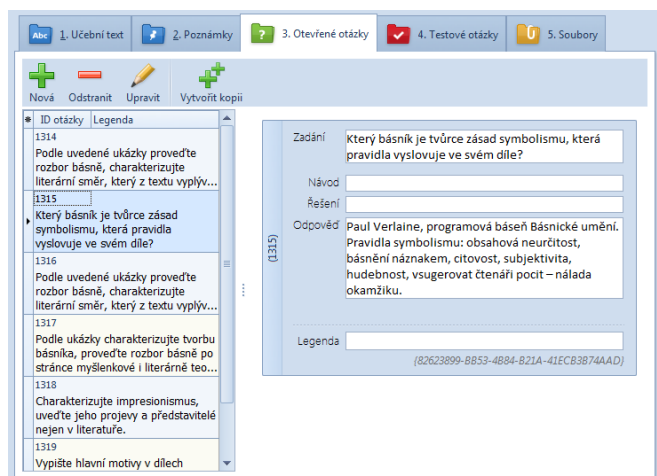 Abc 1. Učební text
2. Poznámky
? 3. Otevřené otázky
4. Testové otázky
5. Soubory
Nová
Odstranit
Upravit
Vytvořit kopii
* ID otázky Legenda
1314
Podle uvedené ukázky proveďte
rozbor básně, charakterizujte
literární směr, který z textu vyplýv...
1315
Který básník je tvůrce zásad
symbolismu, která pravidla
vyslovuje ve svém díle?
1316
Podle uvedené ukázky proveďte
rozbor básně, charakterizujte
literární směr, který z textu vyplýv...
1317
Podle ukázky charakterizujte tvorbu
básníka, proveďte rozbor básně po
stránce myšlenkové i literárně teo...
1318
Charakterizujte impresionismus,
uveďte jeho projevy a představitelé
nejen v literatuře.
1319
Vypište hlavní motivy v dílech
(1315)
Zadání
Který básník je tvůrce zásad symbolismu, která
pravidla vyslovuje ve svém díle?
Návod
Řešení
Odpověď
Paul Verlaine, programová báseň Básnické umění.
Pravidla symbolismu: obsahová neurčitost,
básnění náznakem, citovost, subjektivita,
hudebnost, vsugerovat čtenáři pocit – nálada
okamžiku.
Legenda
{82623899-BB53-4B84-B21A-41ECB3B74AAD}